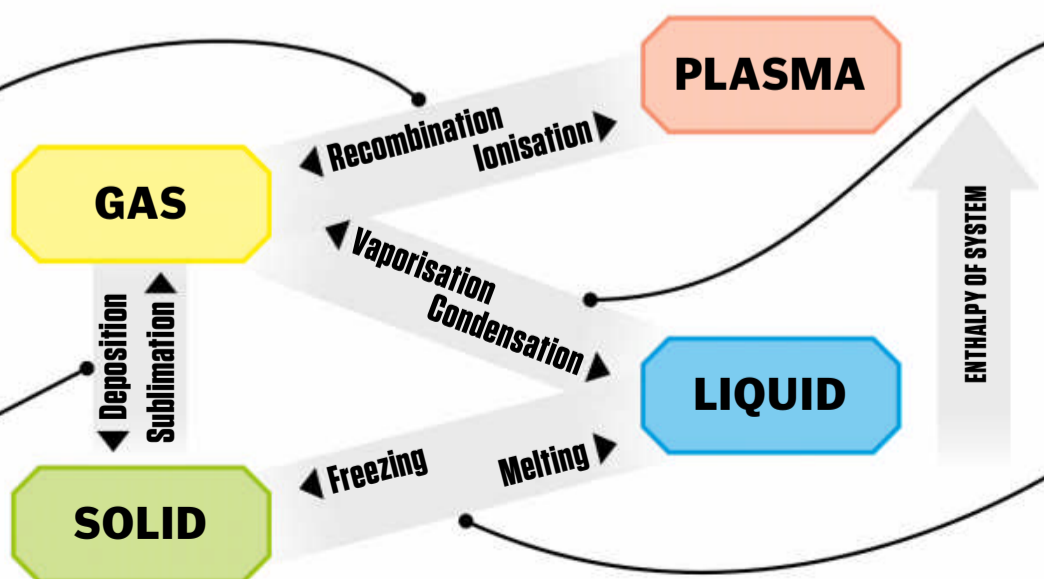 PLASMA
Recombination
Ionisation
GAS
Vaporisation
Condensation
ENTHALPY OF SYSTEM
Deposition
Sublimation
LIQUID
Freezing
Melting
SOLID